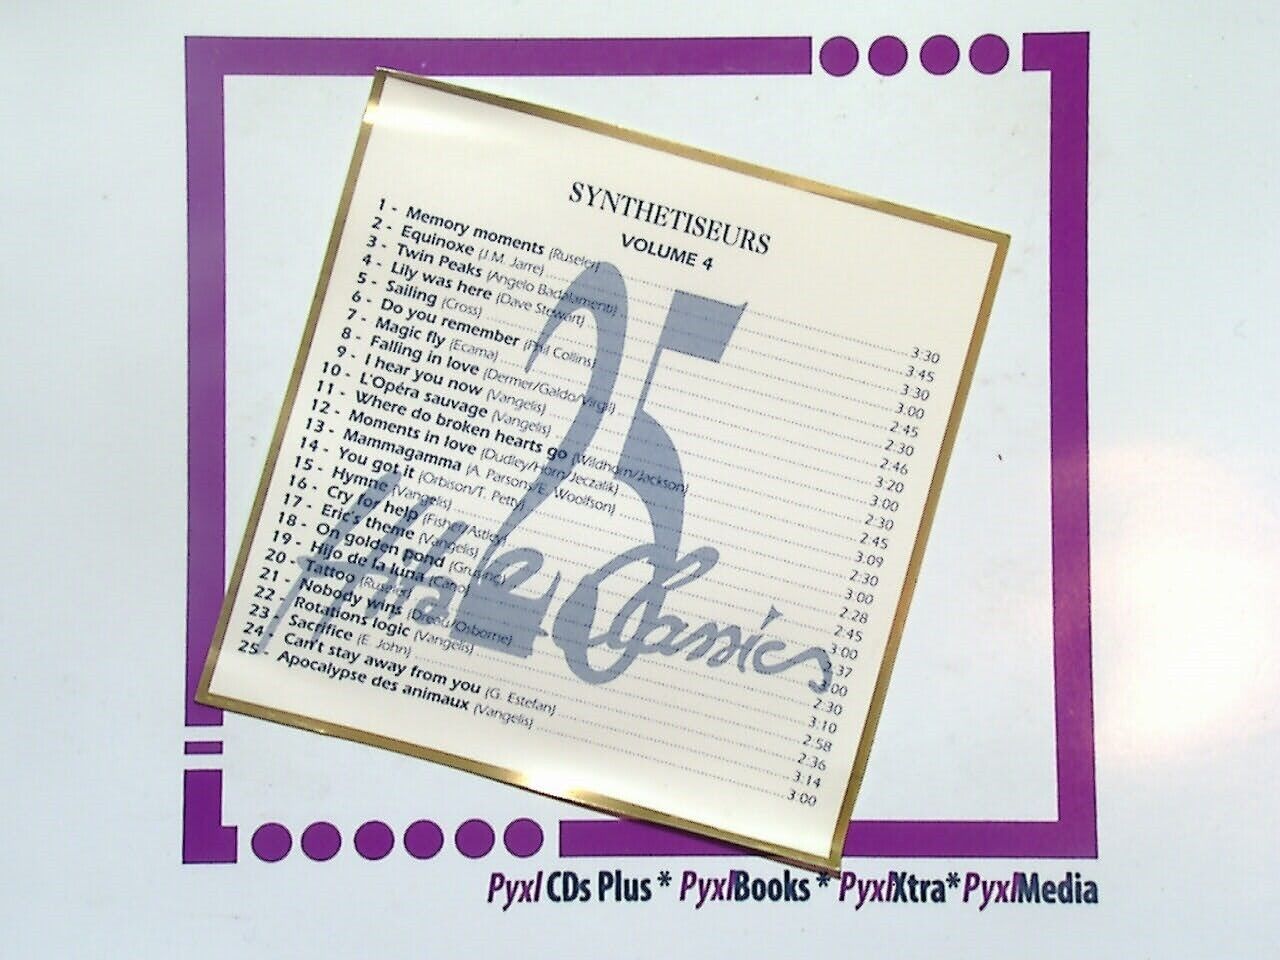 SYNTHETISEURS
VOLUME 4
1 - Memory moments (Ruseler) 3:30
2 - Equinoxe (J.M. Jarre) 3:45
3 - Twin Peaks (Angelo Badalamenti) 3:30
4 - Lily was here (Dave Stewart) 3:00
5 - Sailing (Cross) 2:45
6 - Do you remember (Phil Collins) 2:30
7 - Magic fly (Ecama) 2:46
8 - Falling in love (Dermer/Galdo/Virgil) 3:20
9 - I hear you now (Vangelis) 3:00
10 - L'Opéra sauvage (Vangelis) 2:30
11 - Where do broken hearts go (Wildhorn/Jackson) 2:45
12 - Moments in love (Dudley/Horn/Jeczalik) 3:09
13 - Mammagamma (A. Parsons/E. Woolfson) 2:30
14 - You got it (Orbison/T. Petty) 3:00
15 - Hymne (Vangelis) 2:28
16 - Cry for help (Fisher/Astley) 2:45
17 - Eric's theme (Vangelis) 3:00
18 - On golden pond (Grusing) 2:37
19 - Hijo de la luna (Cano) 3:00
20 - Tattoo 2:30
21 - Nobody wins (Dreau/Osborne) 3:10
22 - Rotations logic (Vangelis) 2:58
23 - Sacrifice (E. John) 2:36
24 - Can't stay away from you (G. Estefan) 3:14
25 - Apocalypse des animaux (Vangelis) 3:00
25
Classics
Pyxl CDs Plus * PyxlBooks * PyxlXtra* PyxlMedia